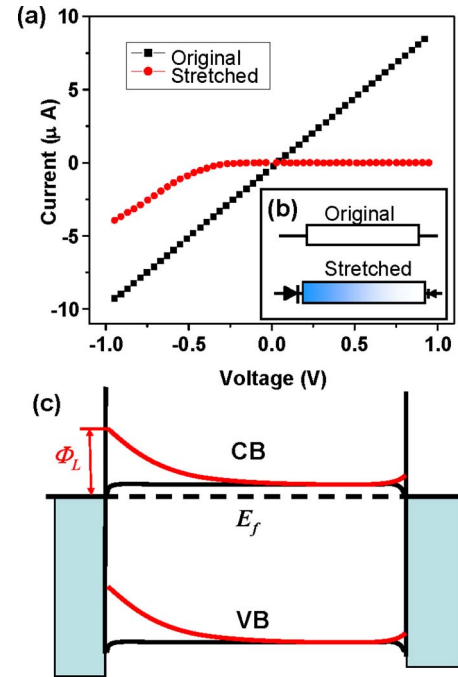 (a)
10
5
0
-5
-10
Current (μ A)
Original
Stretched
(b)
Original
Stretched
-1.0 -0.5 0.0 0.5 1.0
Voltage (V)
(c)
Φ_L
CB
E_f
VB